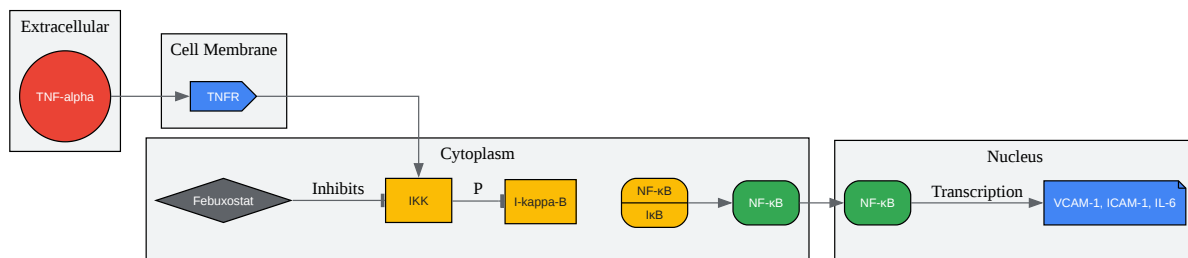 Extracellular
TNF-alpha
Cell Membrane
TNFR
Cytoplasm
Febuxostat
Inhibits
IKK
P
I-kappa-B
NF-κB
IκB
NF-κB
Nucleus
NF-κB
Transcription
VCAM-1, ICAM-1, IL-6